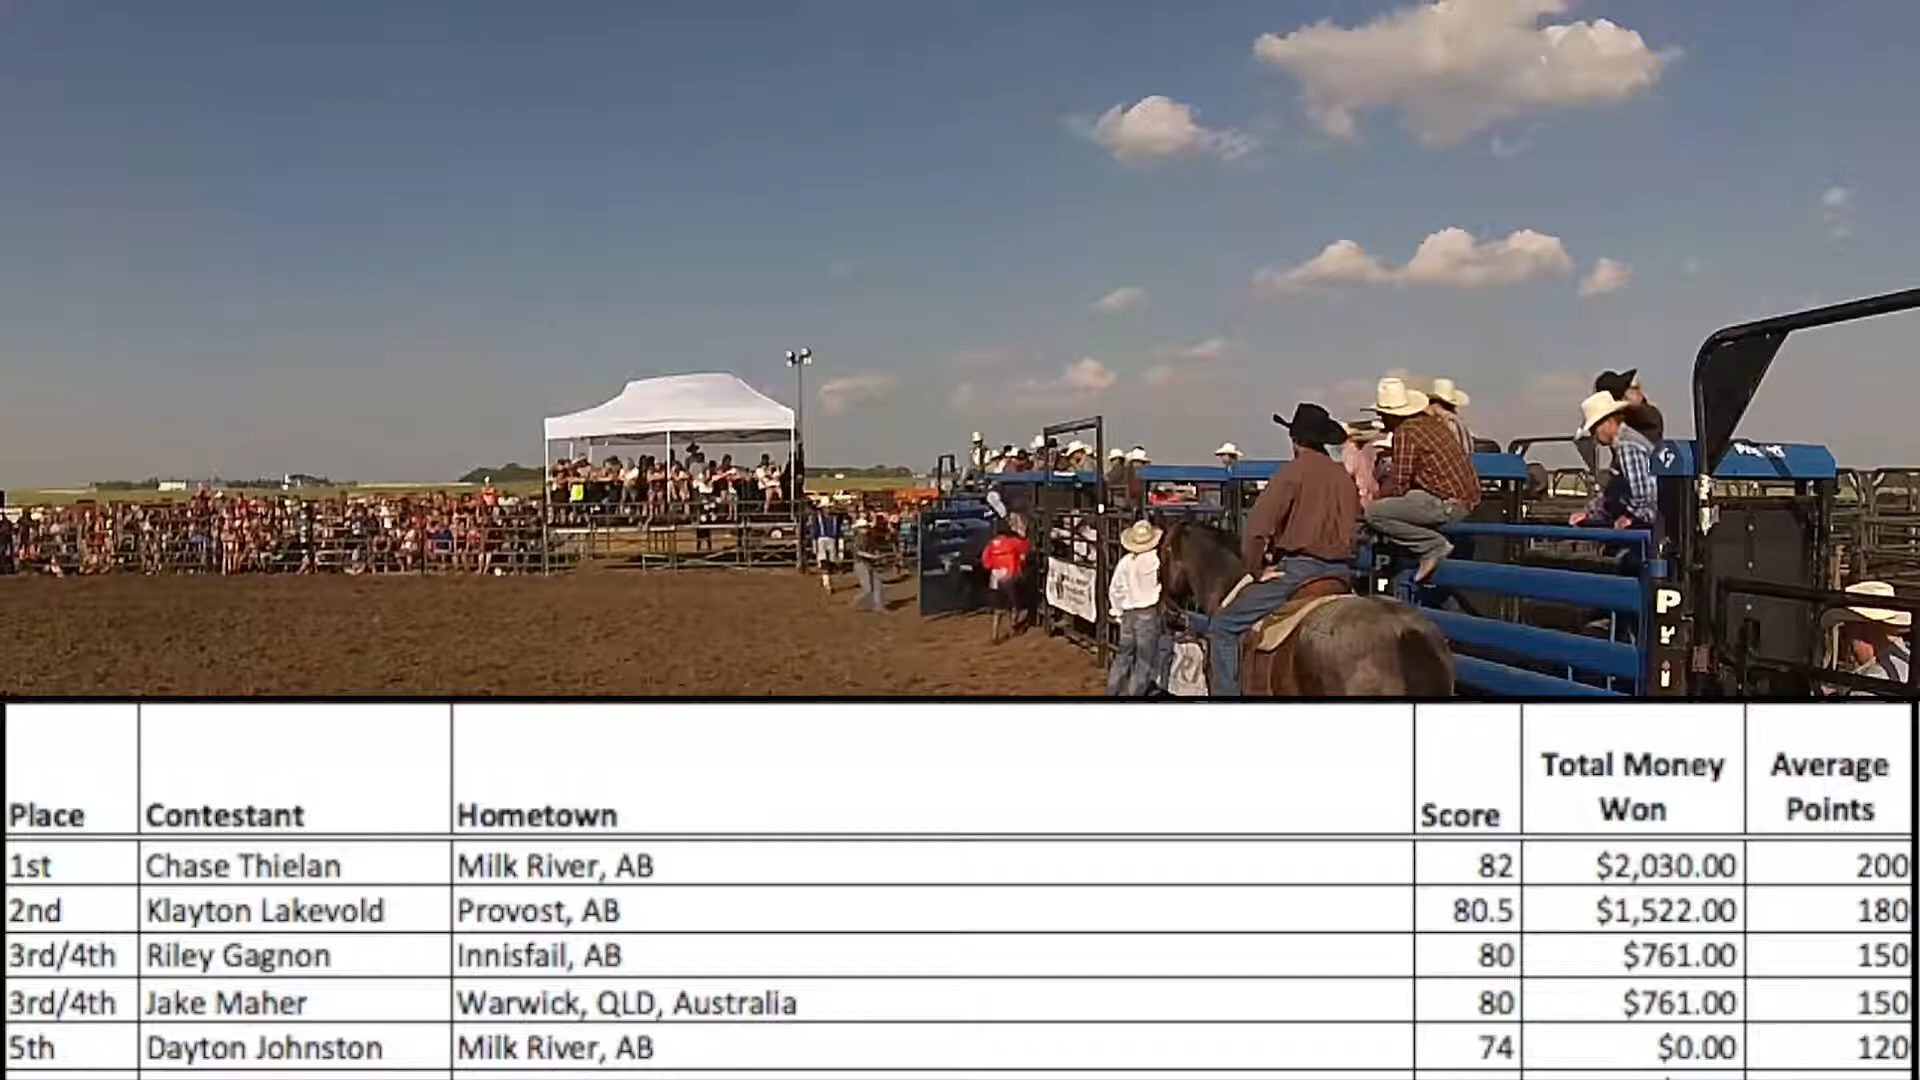 P
r
P
r
i
Place Contestant Hometown Score Total Money Won Average Points
1st Chase Thielan Milk River, AB 82 $2,030.00 200
2nd Klayton Lakevold Provost, AB 80.5 $1,522.00 180
3rd/4th Riley Gagnon Innisfail, AB 80 $761.00 150
3rd/4th Jake Maher Warwick, QLD, Australia 80 $761.00 150
5th Dayton Johnston Milk River, AB 74 $0.00 120